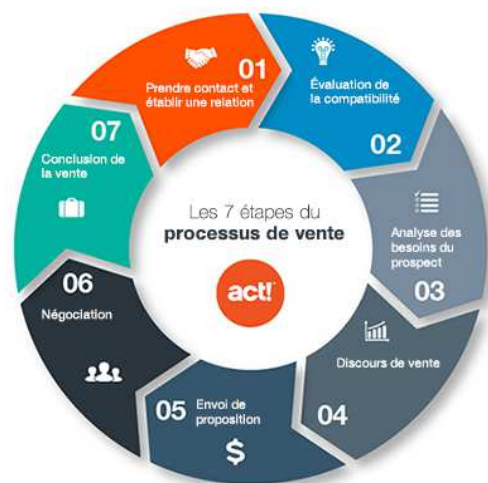 Les 7 étapes du
processus de vente
act!
01
Prendre contact et
établir une relation
Évaluation de
la compatibilité
02
Analyse des
besoins du
prospect
03
Discours de vente
04
05
Envoi de
proposition
$
06
Négociation
07
Conclusion de
la vente